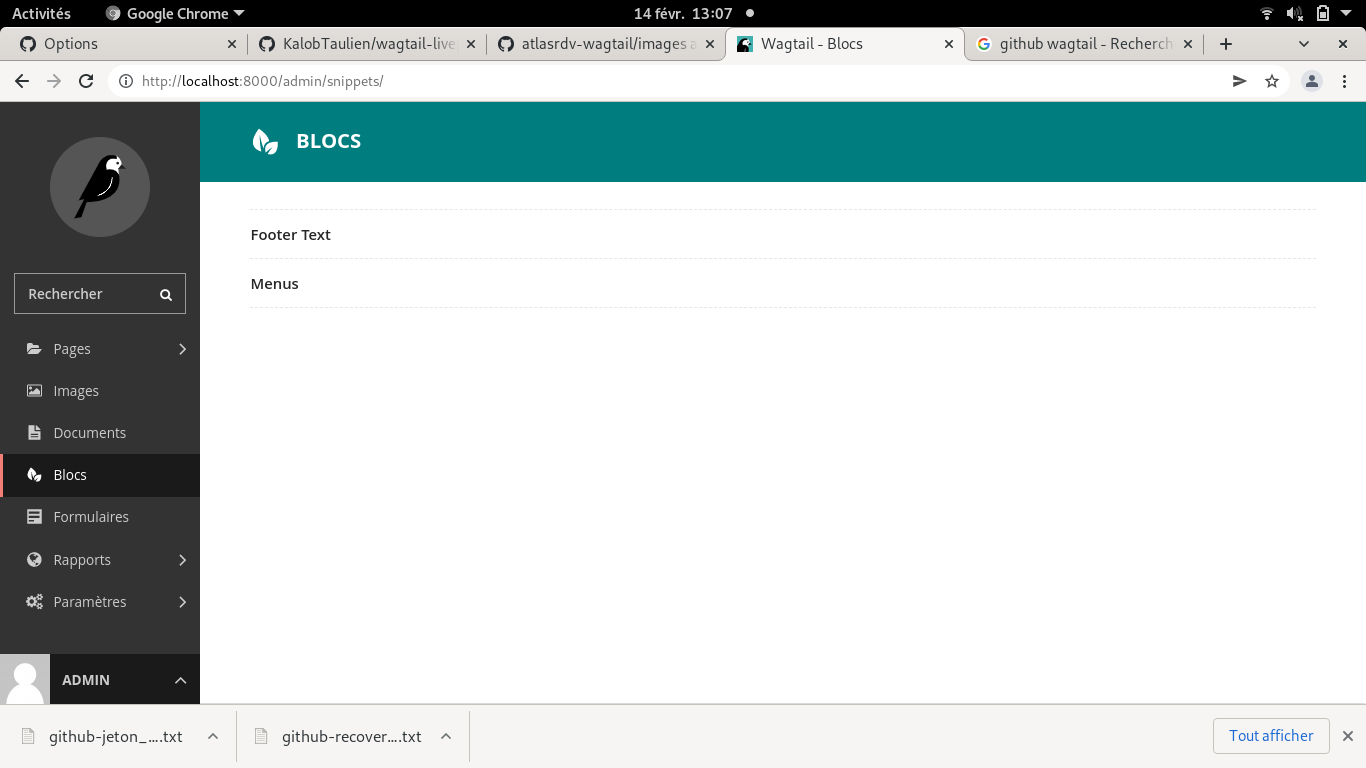 Activités
Google Chrome
14 févr. 13:07
Options
KalobTaulien/wagtail-live
atlasrdv-wagtail/images a
Wagtail - Blocs
github wagtail - Recherch
http://localhost:8000/admin/snippets/
BLOCS
Rechercher
Footer Text
Menus
Pages
Images
Documents
Blocs
Formulaires
Rapports
Paramètres
ADMIN
github-jeton_....txt
github-recover....txt
Tout afficher